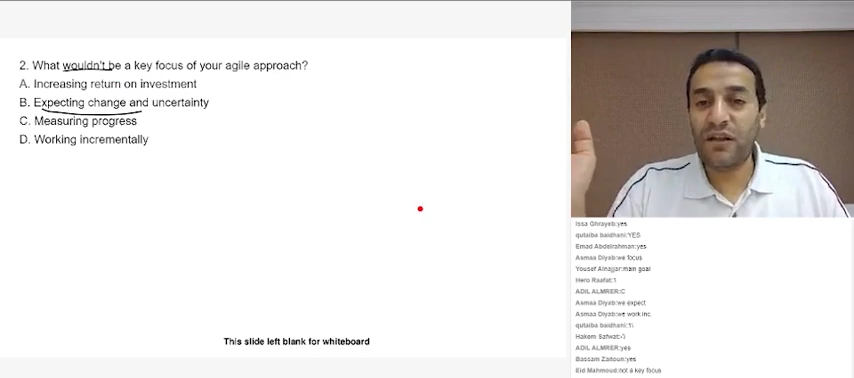 2. What wouldn't be a key focus of your agile approach?
A. Increasing return on investment
B. Expecting change and uncertainty
C. Measuring progress
D. Working incrementally
This slide left blank for whiteboard
Issa Ghrayeb:yes
qutaiba baidhani:YES
Emad Abdelrahman:yes
Asmaa Diyab:we focus
Yousef Alnajjar:main goal
Hero Raafat:1
ADIL ALMRER:C
Asmaa Diyab:we expect
Asmaa Diyab:we work inc
qutaiba baidhani:
Hakem Safwat:
ADIL ALMRER:yes
Bassam Zaitoun:yes
Eid Mahmoud:not a key focus